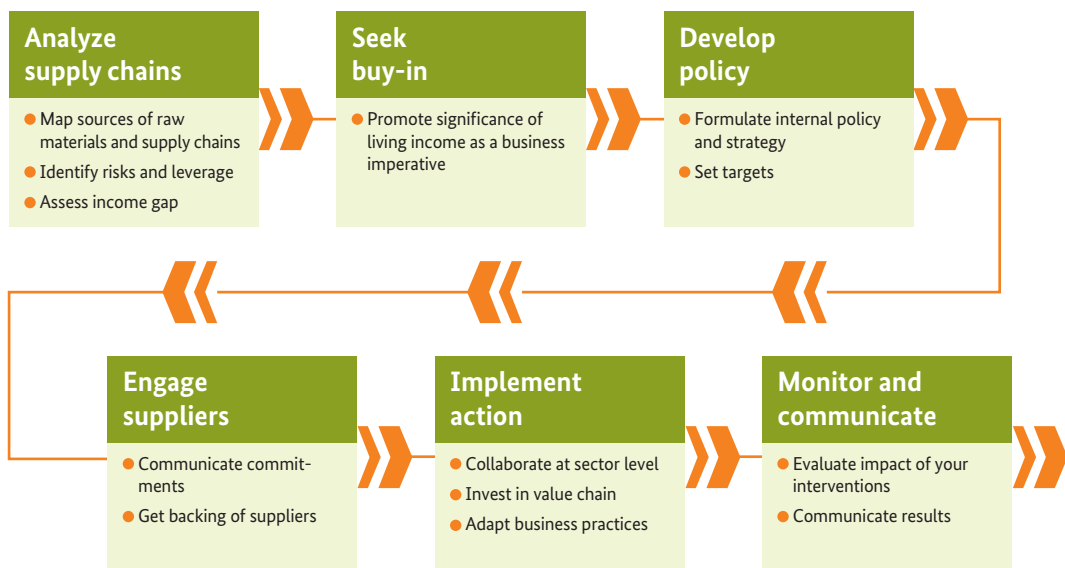 Analyze
supply chains
Map sources of raw
materials and supply chains
Identify risks and leverage
Assess income gap
Seek
buy-in
Promote significance of
living income as a business
imperative
Develop
policy
Formulate internal policy
and strategy
Set targets
Engage
suppliers
Communicate commit-
ments
Get backing of suppliers
Implement
action
Collaborate at sector level
Invest in value chain
Adapt business practices
Monitor and
communicate
Evaluate impact of your
interventions
Communicate results